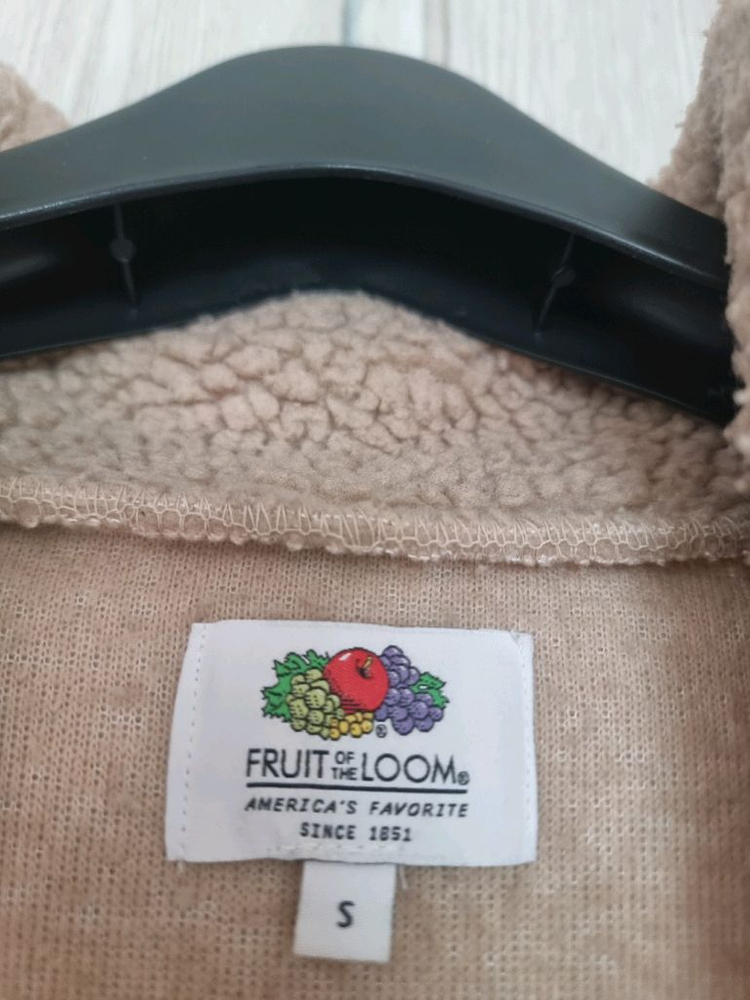 ®
FRUIT OF THE LOOM®
AMERICA'S FAVORITE
SINCE 1851
S